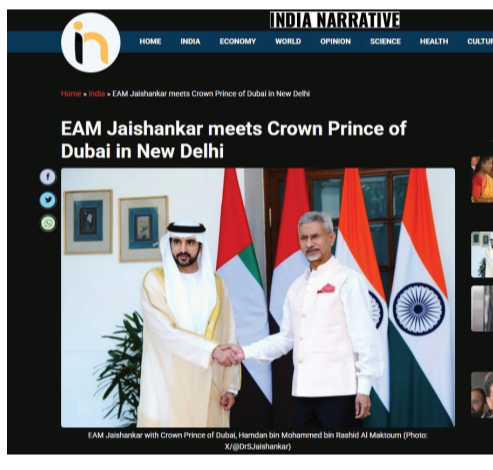 in
INDIA NARRATIVE
HOME INDIA ECONOMY WORLD OPINION SCIENCE HEALTH CULTUR
Home » India » EAM Jaishankar meets Crown Prince of Dubai in New Delhi
EAM Jaishankar meets Crown Prince of
Dubai in New Delhi
f
EAM Jaishankar with Crown Prince of Dubai, Hamdan bin Mohammed bin Rashid Al Maktoum (Photo:
X/@DrSJaishankar)